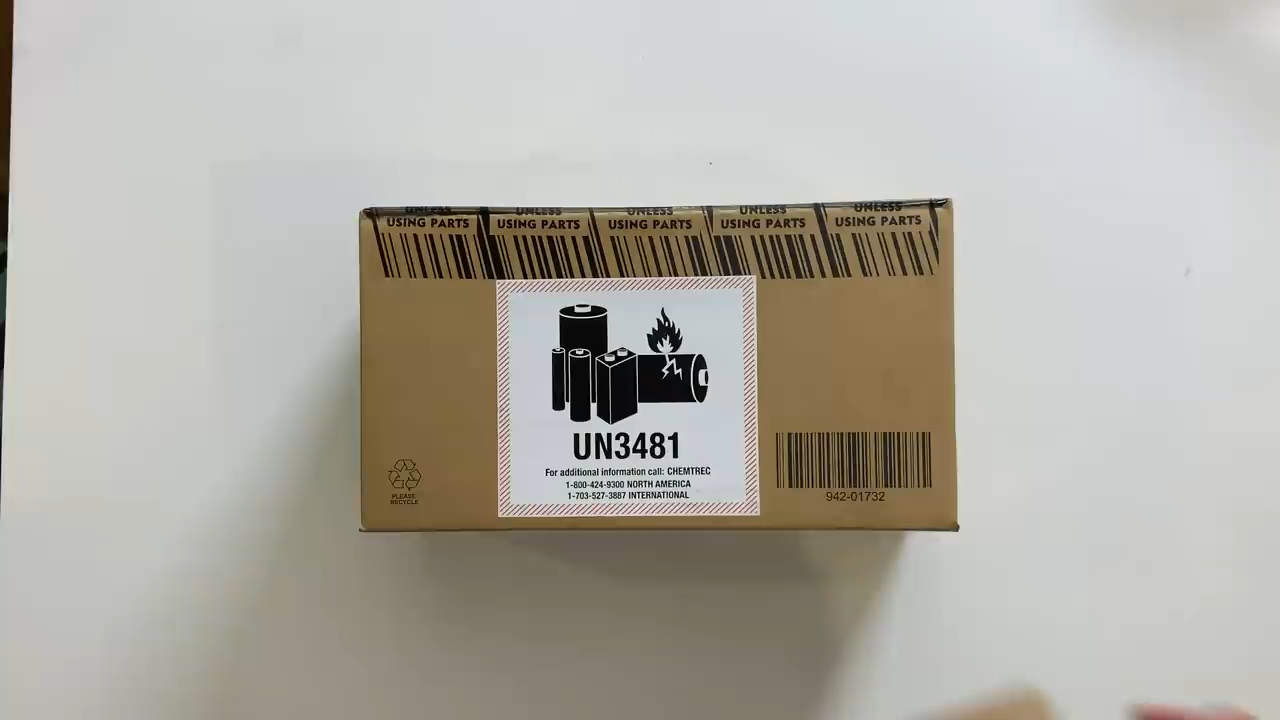 UNLESS UNLESS UNLESS UNLESS UNLESS
USING PARTS USING PARTS USING PARTS USING PARTS USING PARTS
UN3481
For additional information call: CHEMTREC
1-800-424-9300 NORTH AMERICA
1-703-527-3887 INTERNATIONAL
PLEASE
RECYCLE
942-01732